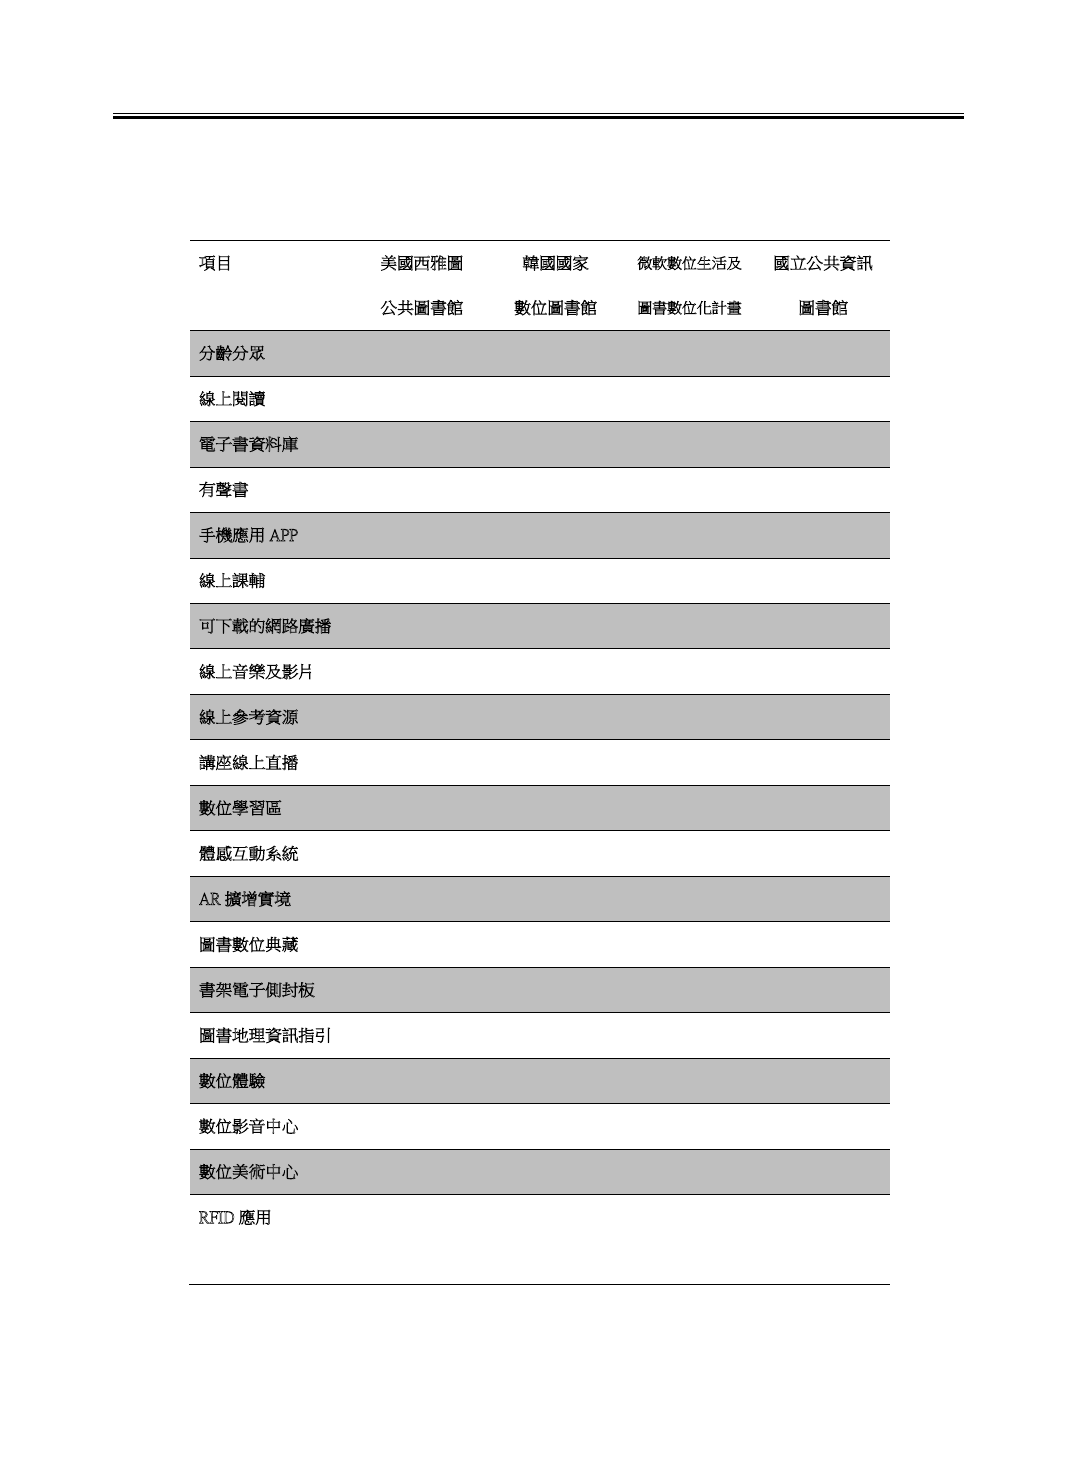 項目 美國西雅圖 韓國國家 微軟數位生活及 國立公共資訊
公共圖書館 數位圖書館 圖書數位化計畫 圖書館
分齡分眾
線上閱讀
電子書資料庫
有聲書
手機應用 APP
線上課輔
可下載的網路廣播
線上音樂及影片
線上參考資源
講座線上直播
數位學習區
體感互動系統
AR 擴增實境
圖書數位典藏
書架電子側封板
圖書地理資訊指引
數位體驗
數位影音中心
數位美術中心
RFID 應用